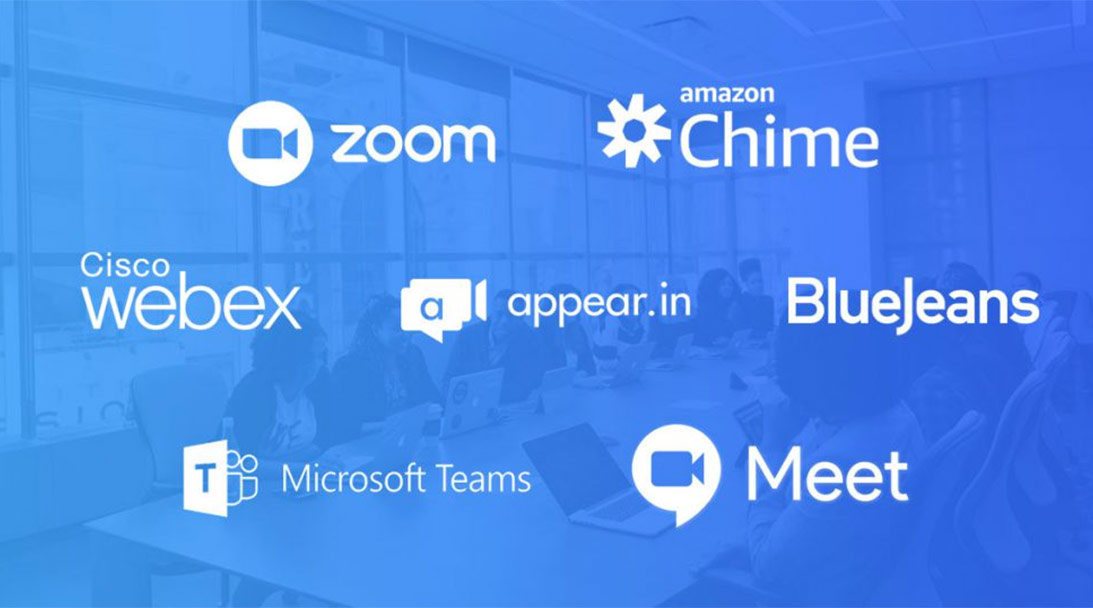 zoom
amazon
Chime
Cisco
webex
a
appear.in
BlueJeans
T
Microsoft Teams
Meet